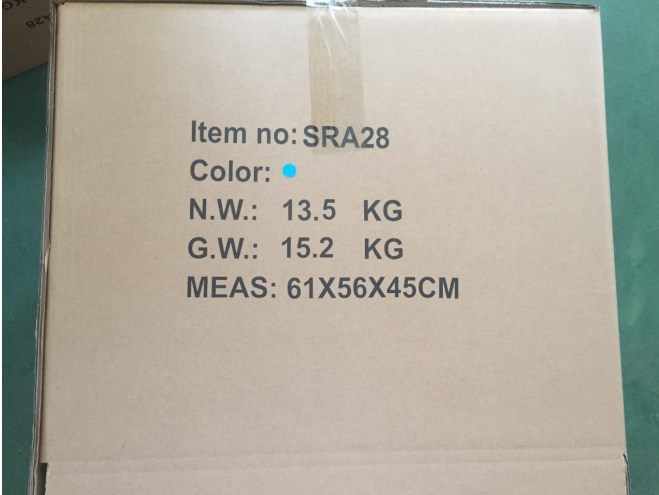 Item no: SRA28
Color:
N.W.: 13.5 KG
G.W.: 15.2 KG
MEAS: 61X56X45CM